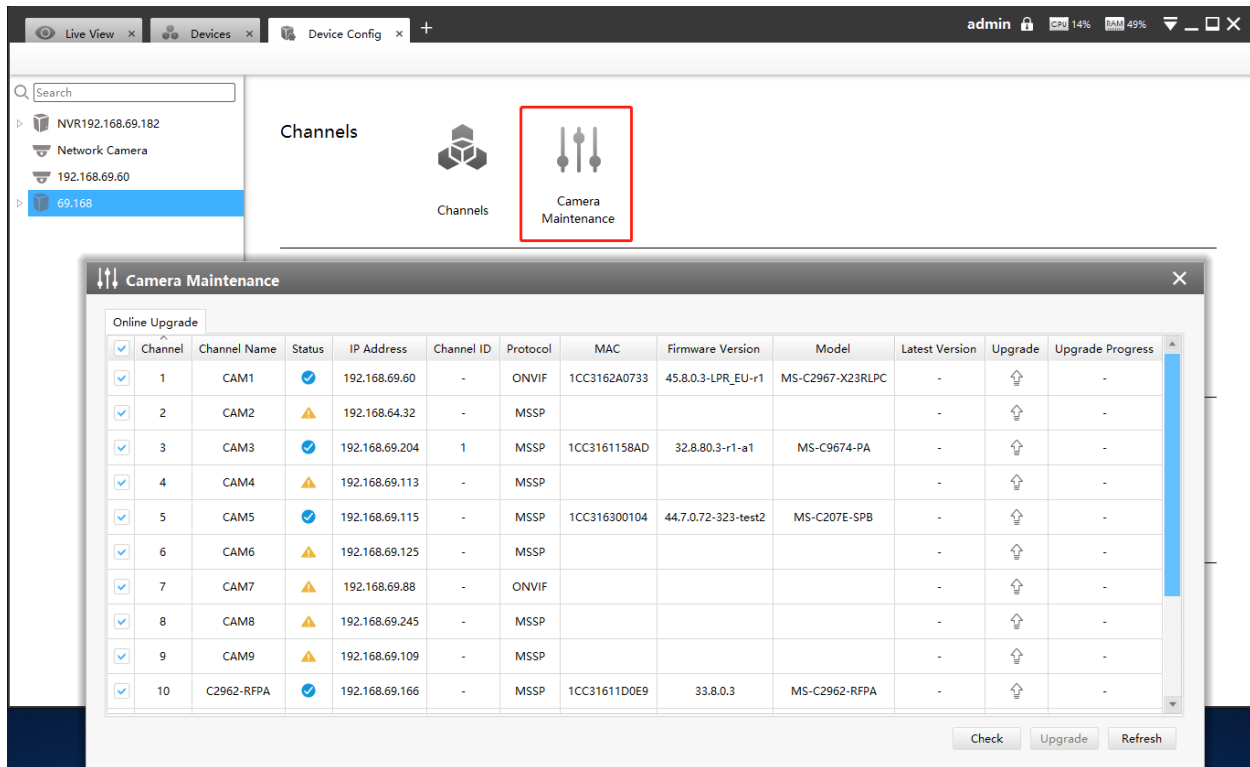 Live View × Devices × Device Config × + admin CPU 14% RAM 49%
Search
NVR192.168.69.182
Network Camera
192.168.69.60
69.168
Channels
Channels
Camera
Maintenance
Camera Maintenance
Online Upgrade
Channel Channel Name Status IP Address Channel ID Protocol MAC Firmware Version Model Latest Version Upgrade Upgrade Progress
1 CAM1 192.168.69.60 - ONVIF 1CC3162A0733 45.8.0.3-LPR_EU-r1 MS-C2967-X23RLPC - -
2 CAM2 192.168.64.32 - MSSP - -
3 CAM3 192.168.69.204 1 MSSP 1CC3161158AD 32.8.80.3-r1-a1 MS-C9674-PA - -
4 CAM4 192.168.69.113 - MSSP - -
5 CAM5 192.168.69.115 - MSSP 1CC316300104 44.7.0.72-323-test2 MS-C207E-SPB - -
6 CAM6 192.168.69.125 - MSSP - -
7 CAM7 192.168.69.88 - ONVIF - -
8 CAM8 192.168.69.245 - MSSP - -
9 CAM9 192.168.69.109 - MSSP - -
10 C2962-RFPA 192.168.69.166 - MSSP 1CC31611D0E9 33.8.0.3 MS-C2962-RFPA - -
Check Upgrade Refresh